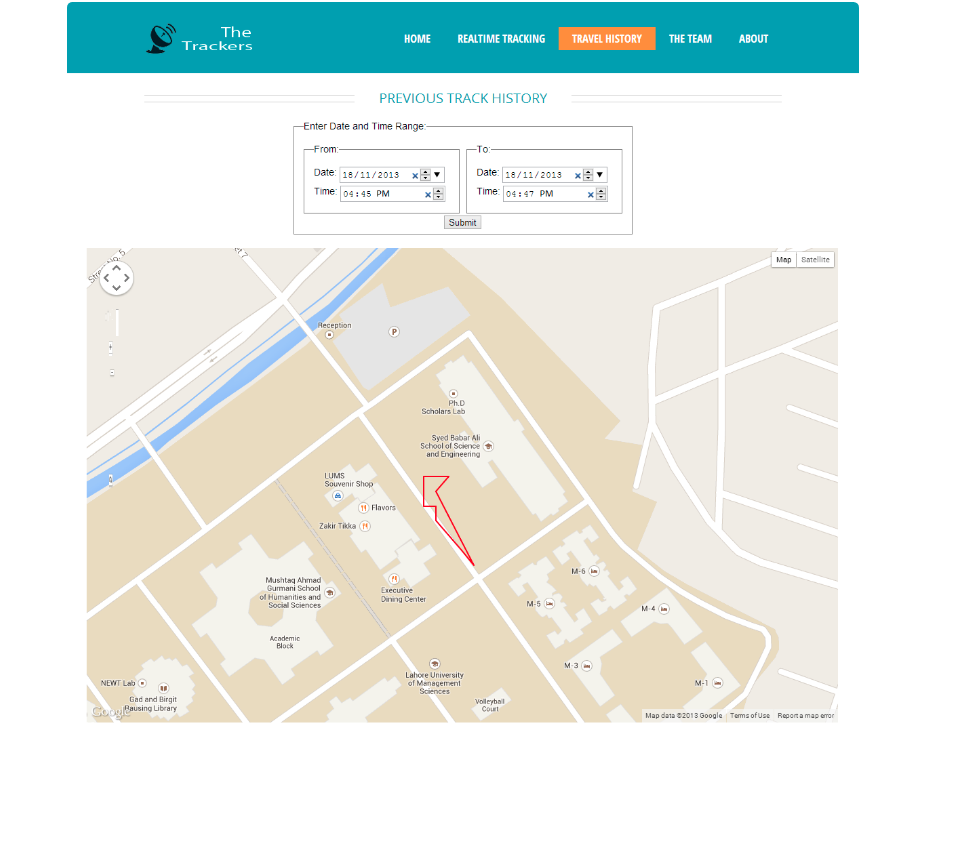 The
Trackers
HOME
REALTIME TRACKING
TRAVEL HISTORY
THE TEAM
ABOUT
PREVIOUS TRACK HISTORY
Enter Date and Time Range:
From:
Date: 18/11/2013
Time: 04:45 PM
To:
Date: 18/11/2013
Time: 04:47 PM
Submit
Map
Satellite
Reception
P
Ph.D
Scholars Lab
Syed Babar Ali
School of Science
and Engineering
LUMS
Souvenir Shop
Flavors
Zakir Tikka
Mushtaq Ahmad
Gurmani School
of Humanities and
Social Sciences
Executive
Dining Center
Academic
Block
M-6
M-5
M-4
M-3
M-1
Lahore University
of Management
Sciences
Volleyball
Court
NEWT Lab
Gad and Birgit
Rausing Library
Google
Map data ©2013 Google
Terms of Use
Report a map error